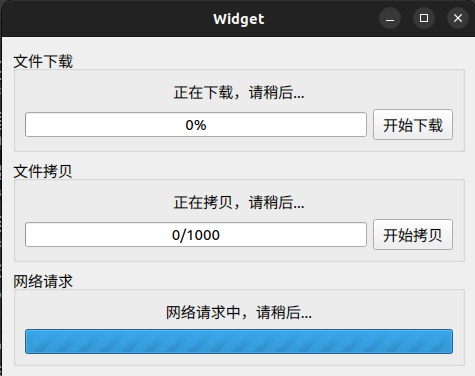 Widget
文件下载
正在下载，请稍后...
0%
开始下载
文件拷贝
正在拷贝，请稍后...
0/1000
开始拷贝
网络请求
网络请求中，请稍后...